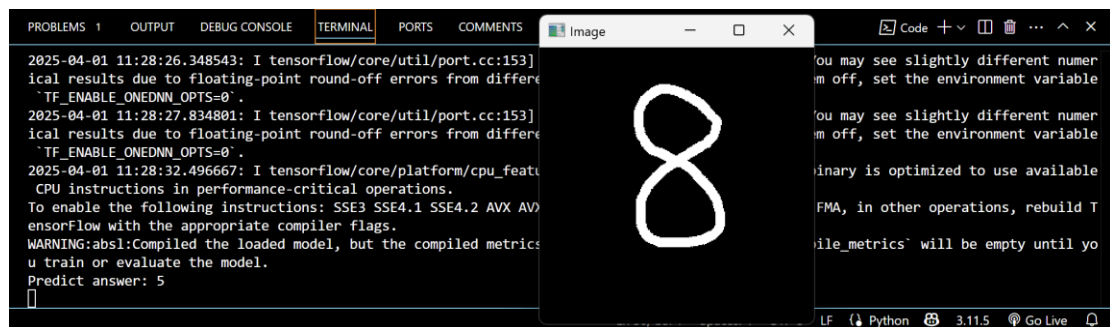 PROBLEMS 1 OUTPUT DEBUG CONSOLE TERMINAL PORTS COMMENTS Code
Image
2025-04-01 11:28:26.348543: I tensorflow/core/util/port.cc:153] ou may see slightly different numer
ical results due to floating-point round-off errors from differe m off, set the environment variable
`TF_ENABLE_ONEDNN_OPTS=0`.
2025-04-01 11:28:27.834801: I tensorflow/core/util/port.cc:153] ou may see slightly different numer
ical results due to floating-point round-off errors from differe m off, set the environment variable
`TF_ENABLE_ONEDNN_OPTS=0`.
2025-04-01 11:28:32.496667: I tensorflow/core/platform/cpu_featu inary is optimized to use available
CPU instructions in performance-critical operations.
To enable the following instructions: SSE3 SSE4.1 SSE4.2 AVX AV FMA, in other operations, rebuild T
ensorFlow with the appropriate compiler flags.
WARNING:absl:Compiled the loaded model, but the compiled metrics ile_metrics` will be empty until yo
u train or evaluate the model.
Predict answer: 5
8
LF Python 3.11.5 Go Live